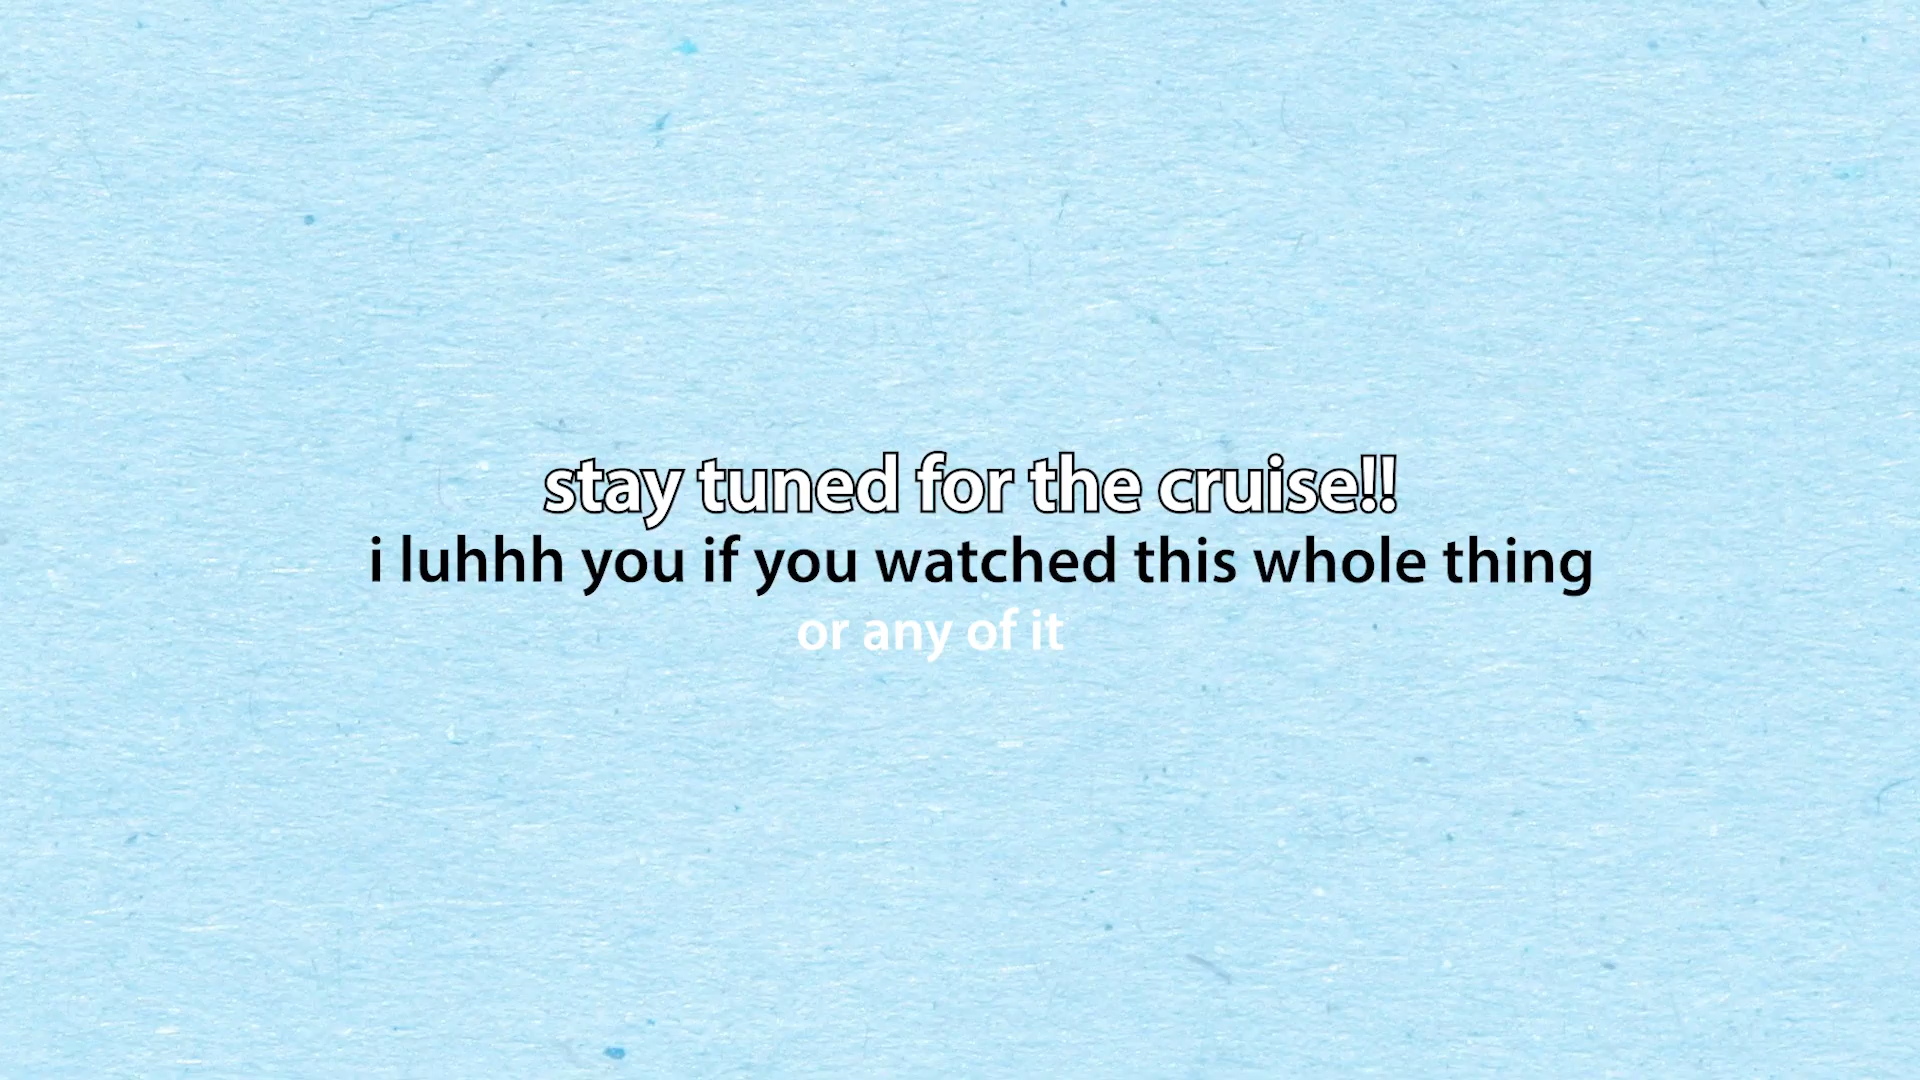 stay tuned for the cruise!!
i luhhh you if you watched this whole thing
or any of it